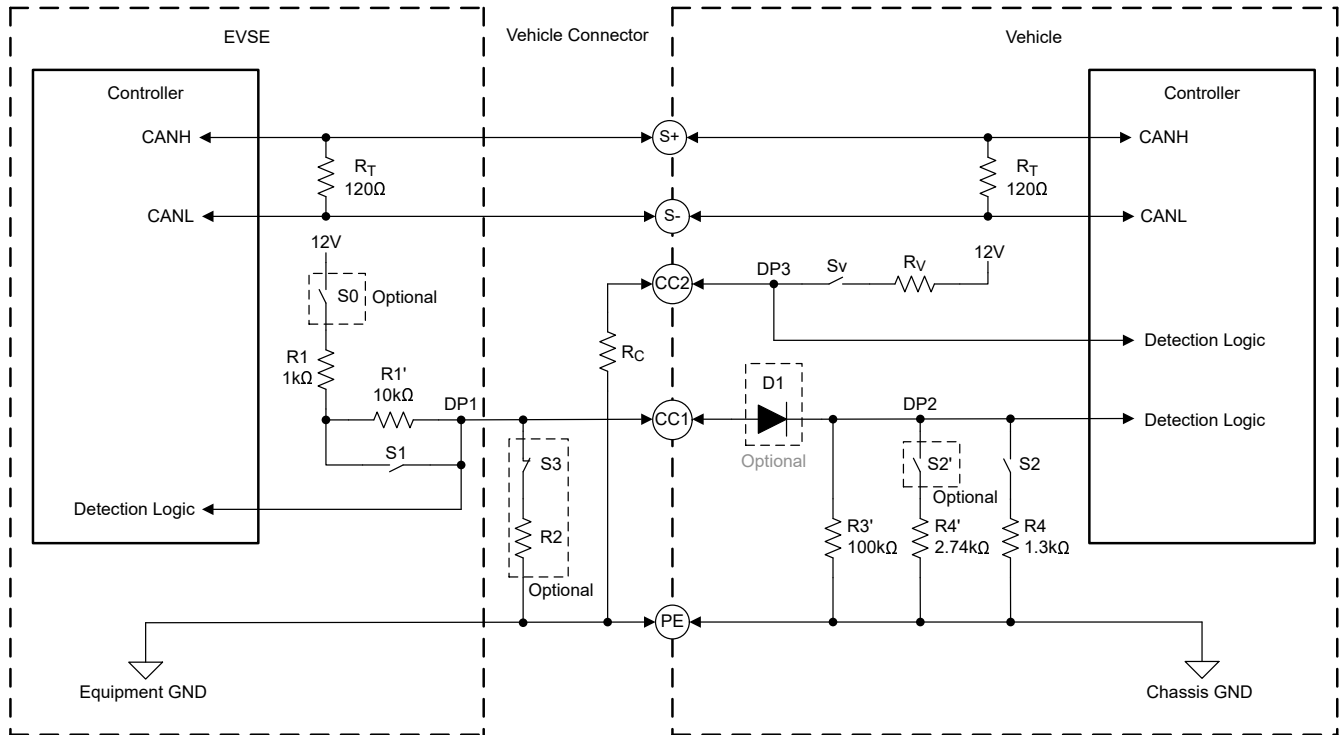 EVSE
Vehicle Connector
Vehicle
Controller
Controller
CANH
S+
CANH
RT
120Ω
RT
120Ω
CANL
S-
CANL
12V
12V
S0
Optional
CC2
DP3
Sv
RV
R1
1kΩ
RC
Detection Logic
R1'
10kΩ
DP1
D1
CC1
DP2
Detection Logic
S1
Optional
S3
S2'
S2
Optional
Detection Logic
R2
R3'
100kΩ
R4'
2.74kΩ
R4
1.3kΩ
Optional
PE
Equipment GND
Chassis GND